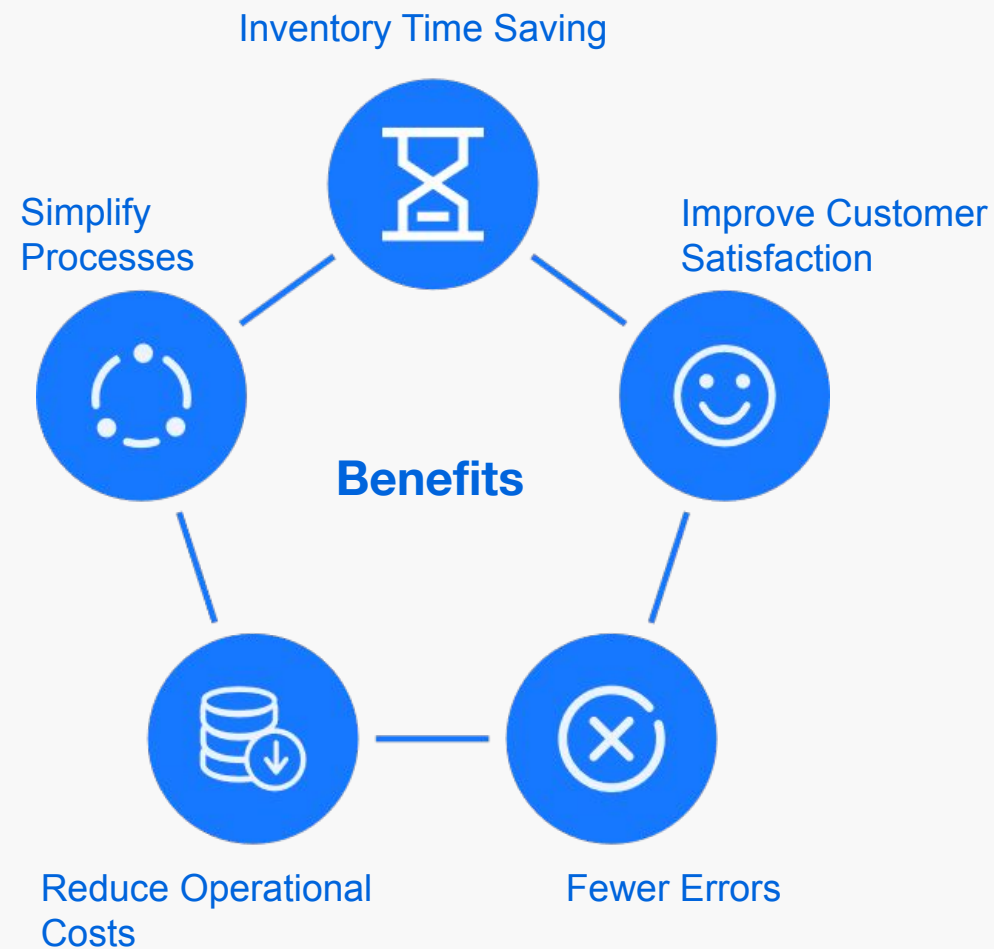 Inventory Time Saving
Simplify
Processes
Improve Customer
Satisfaction
Benefits
Reduce Operational
Costs
Fewer Errors